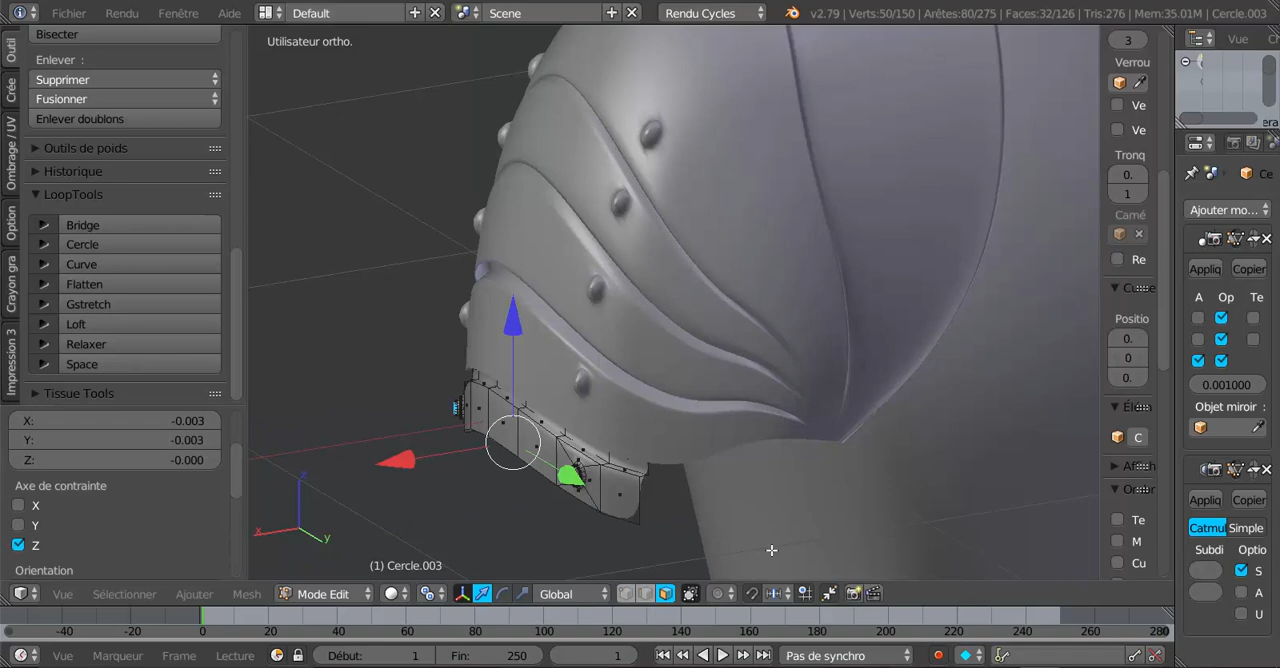 Fichier Rendu Fenêtre Aide Default Scene Rendu Cycles v2.79 | Verts:50/150 | Arêtes:80/275 | Faces:32/126 | Tris:276 | Mem:35.01M | Cercle.003
Utilisateur ortho.
Outil
Crée
Ombrage / UV
Option
Crayon gra
Impression 3
Bisecter
Enlever :
Supprimer
Fusionner
Enlever doublons
Outils de poids
Historique
LoopTools
Bridge
Cercle
Curve
Flatten
Gstretch
Loft
Relaxer
Space
Tissue Tools
X: -0.003
Y: -0.003
Z: -0.000
Axe de contrainte
X
Y
Z
Orientation
z
x
y
(1) Cercle.003
3
Verrou
Ve
Ve
Tronq
0.
1
Camé
Re
Positio
0.
0
0.
C
Te
M
Cu
Vue
era
Ce
Ajouter mo...
Appliq Copier
A Op Te
0.001000
Objet miroir :
Appliq Copier
Catmu Simple
Subdi Optio
S
A
U
Vue Sélectionner Ajouter Mesh Mode Edit Global
-40 -20 0 20 40 60 80 100 120 140 160 180 200 220 240 260 280
Vue Marqueur Frame Lecture Début: 1 Fin: 250 1 Pas de synchro